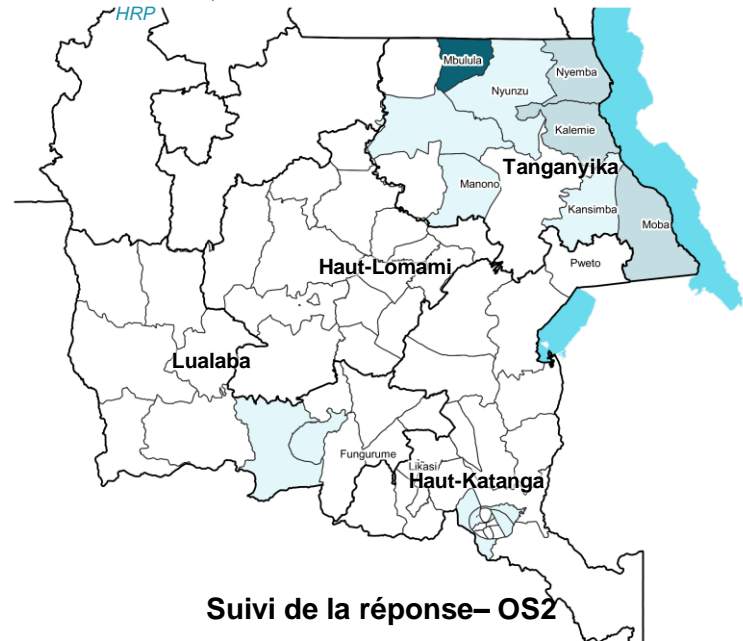 HRP
Mbulula
Nyemba
Nyunzu
Kalemie
Tanganyika
Manono
Kansimba
Moba
Pweto
Haut-Lomami
Lualaba
Fungurume
Likasi
Haut-Katanga
Suivi de la réponse– OS2